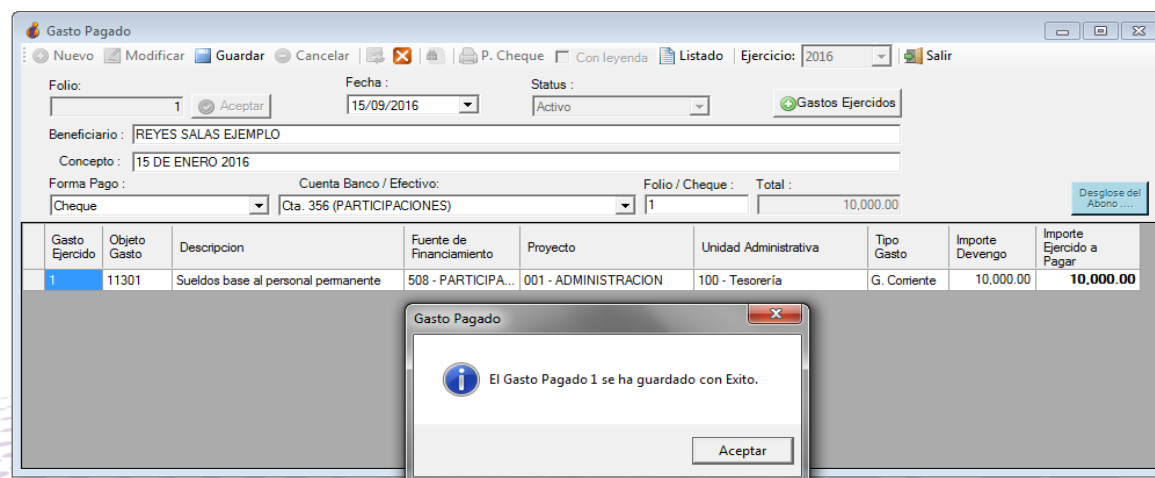 Gasto Pagado
Nuevo Modificar Guardar Cancelar P. Cheque Con leyenda Listado Ejercicio: 2016 Salir
Folio: Fecha : Status :
1 Aceptar 15/09/2016 Activo Gastos Ejercidos
Beneficiario : REYES SALAS EJEMPLO
Concepto : 15 DE ENERO 2016
Forma Pago : Cuenta Banco / Efectivo: Folio / Cheque : Total :
Cheque Cta. 356 (PARTICIPACIONES) 1 10,000.00
Desglose del
Abono ....
Gasto Ejercido Objeto Gasto Descripcion Fuente de Financiamiento Proyecto Unidad Administrativa Tipo Gasto Importe Devengo Importe Ejercido a Pagar
1 11301 Sueldos base al personal permanente 508 - PARTICIPA... 001 - ADMINISTRACION 100 - Tesorería G. Corriente 10,000.00 10,000.00
Gasto Pagado
El Gasto Pagado 1 se ha guardado con Exito.
Aceptar